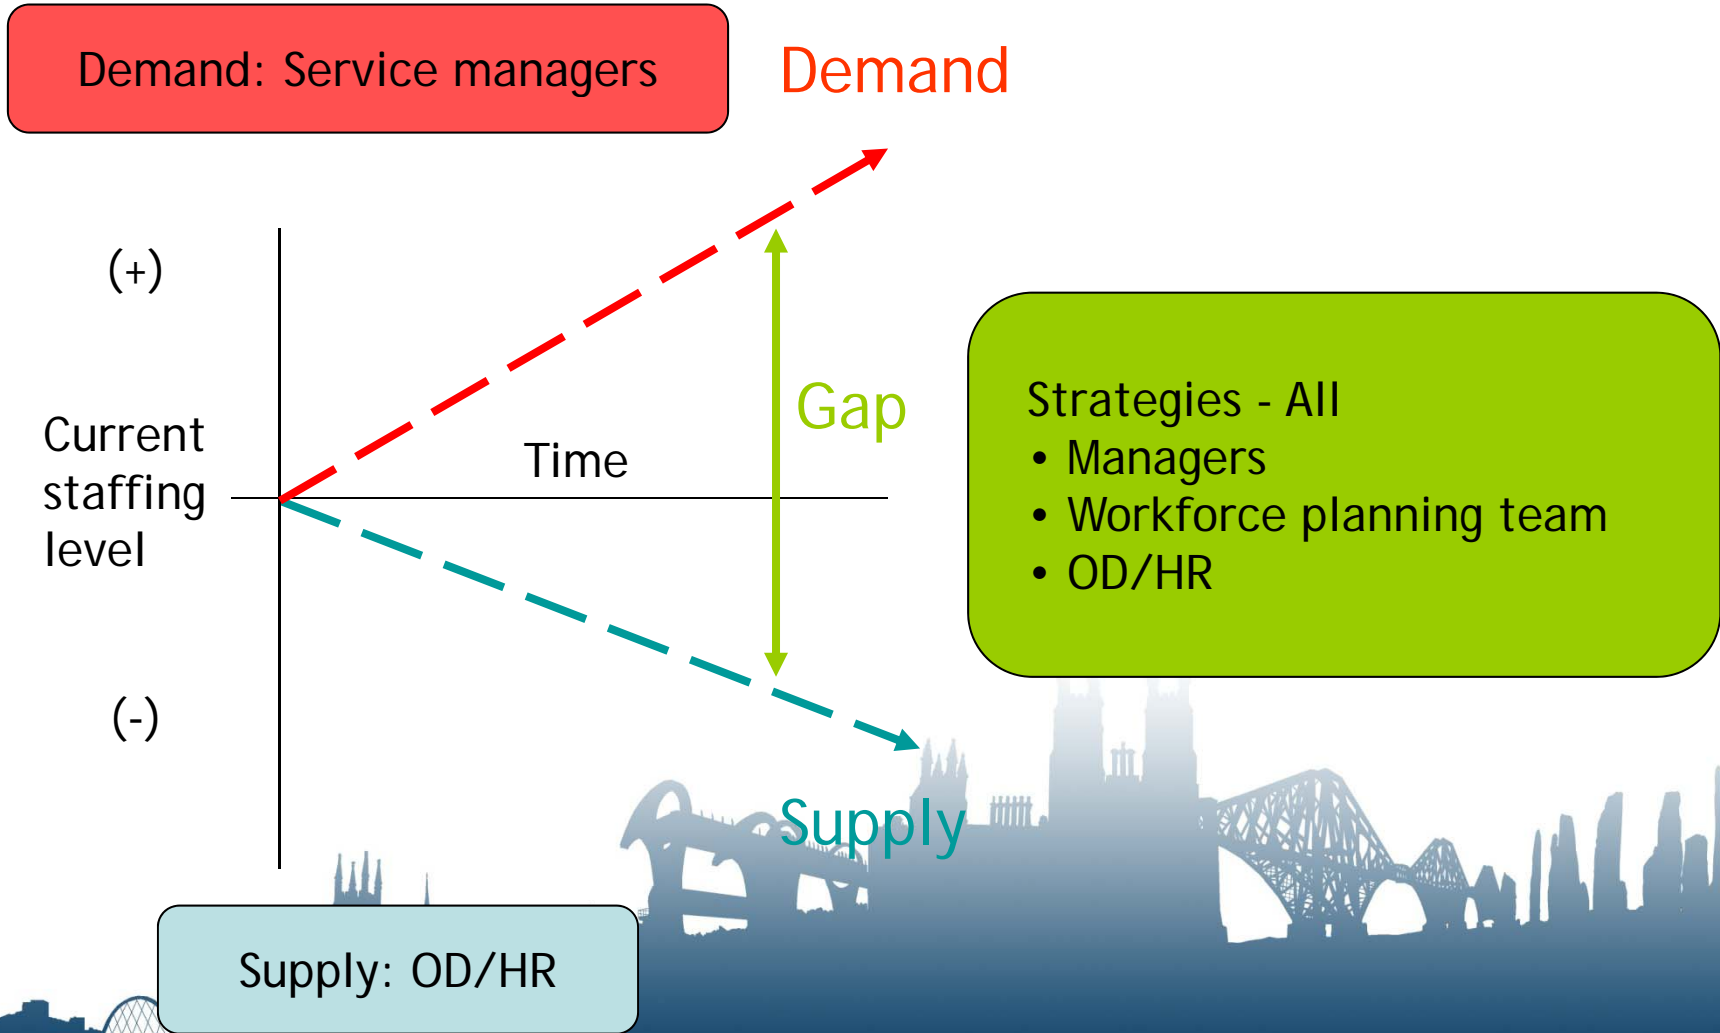 Demand: Service managers
Demand
(+)
Gap
Current
staffing
level
Time
Strategies - All
• Managers
• Workforce planning team
• OD/HR
(-)
Supply
Supply: OD/HR